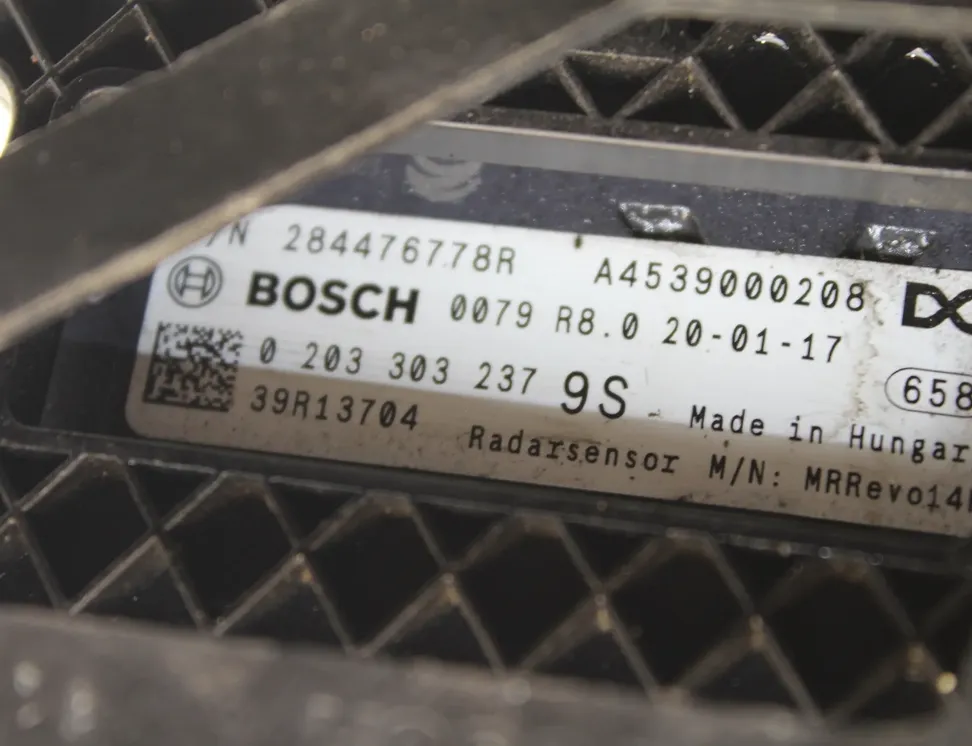 /N 284476778R A4539000208
BOSCH 0079 R8.0 20-01-17
0 203 303 237 9S 658
39R13704 Made in Hungar
Radarsensor M/N: MRRevo14